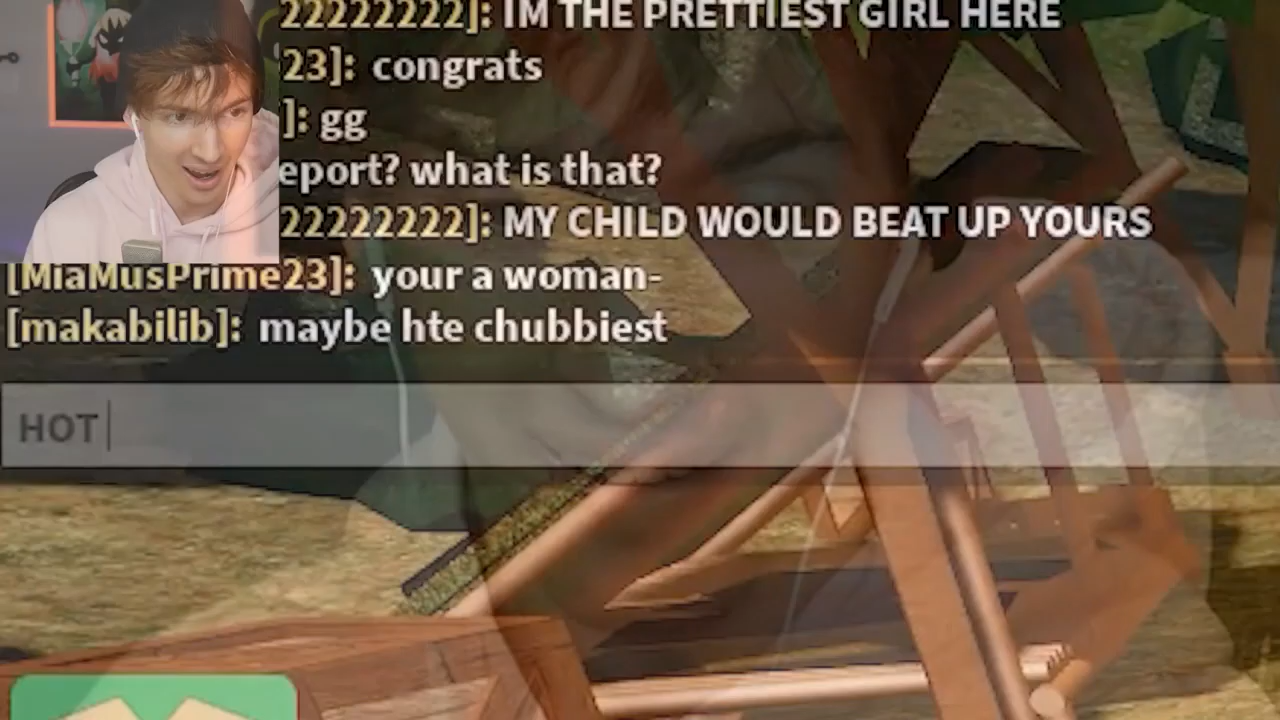 22222222]: IM THE PRETTIEST GIRL HERE
23]: congrats
]: gg
eport? what is that?
22222222]: MY CHILD WOULD BEAT UP YOURS
[MiaMusPrime23]: your a woman-
[makabilib]: maybe hte chubbiest
HOT